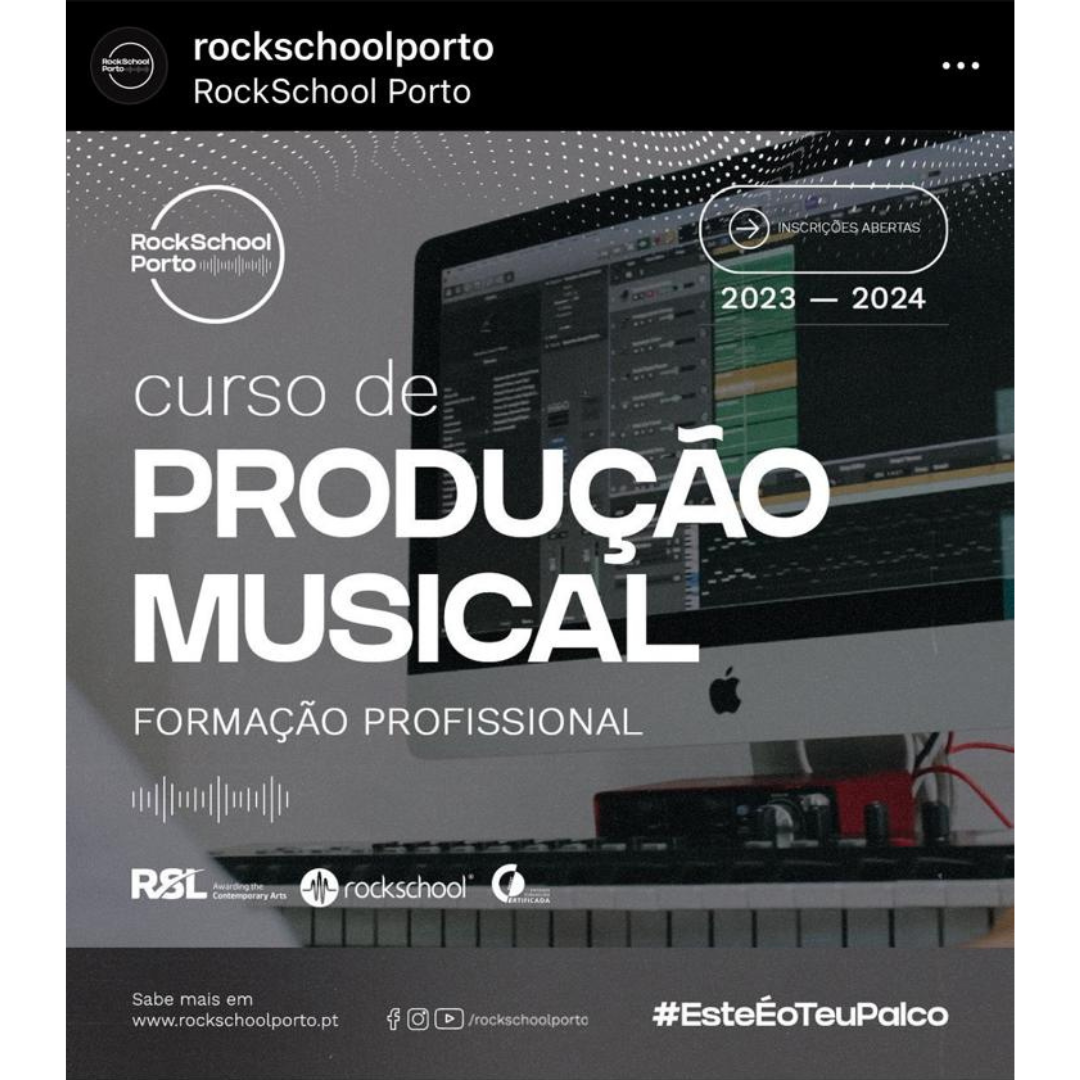 rockschoolporto
RockSchool Porto
RockSchool
Porto
INSCRIÇÕES ABERTAS
2023 — 2024
curso de
PRODUÇÃO
MUSICAL
FORMAÇÃO PROFISSIONAL
RSL Awarding the
Contemporary Arts
rockschool
CERTIFICADA
Sabe mais em
www.rockschoolporto.pt
/rockschoolporto
#EsteÉoTeuPalco